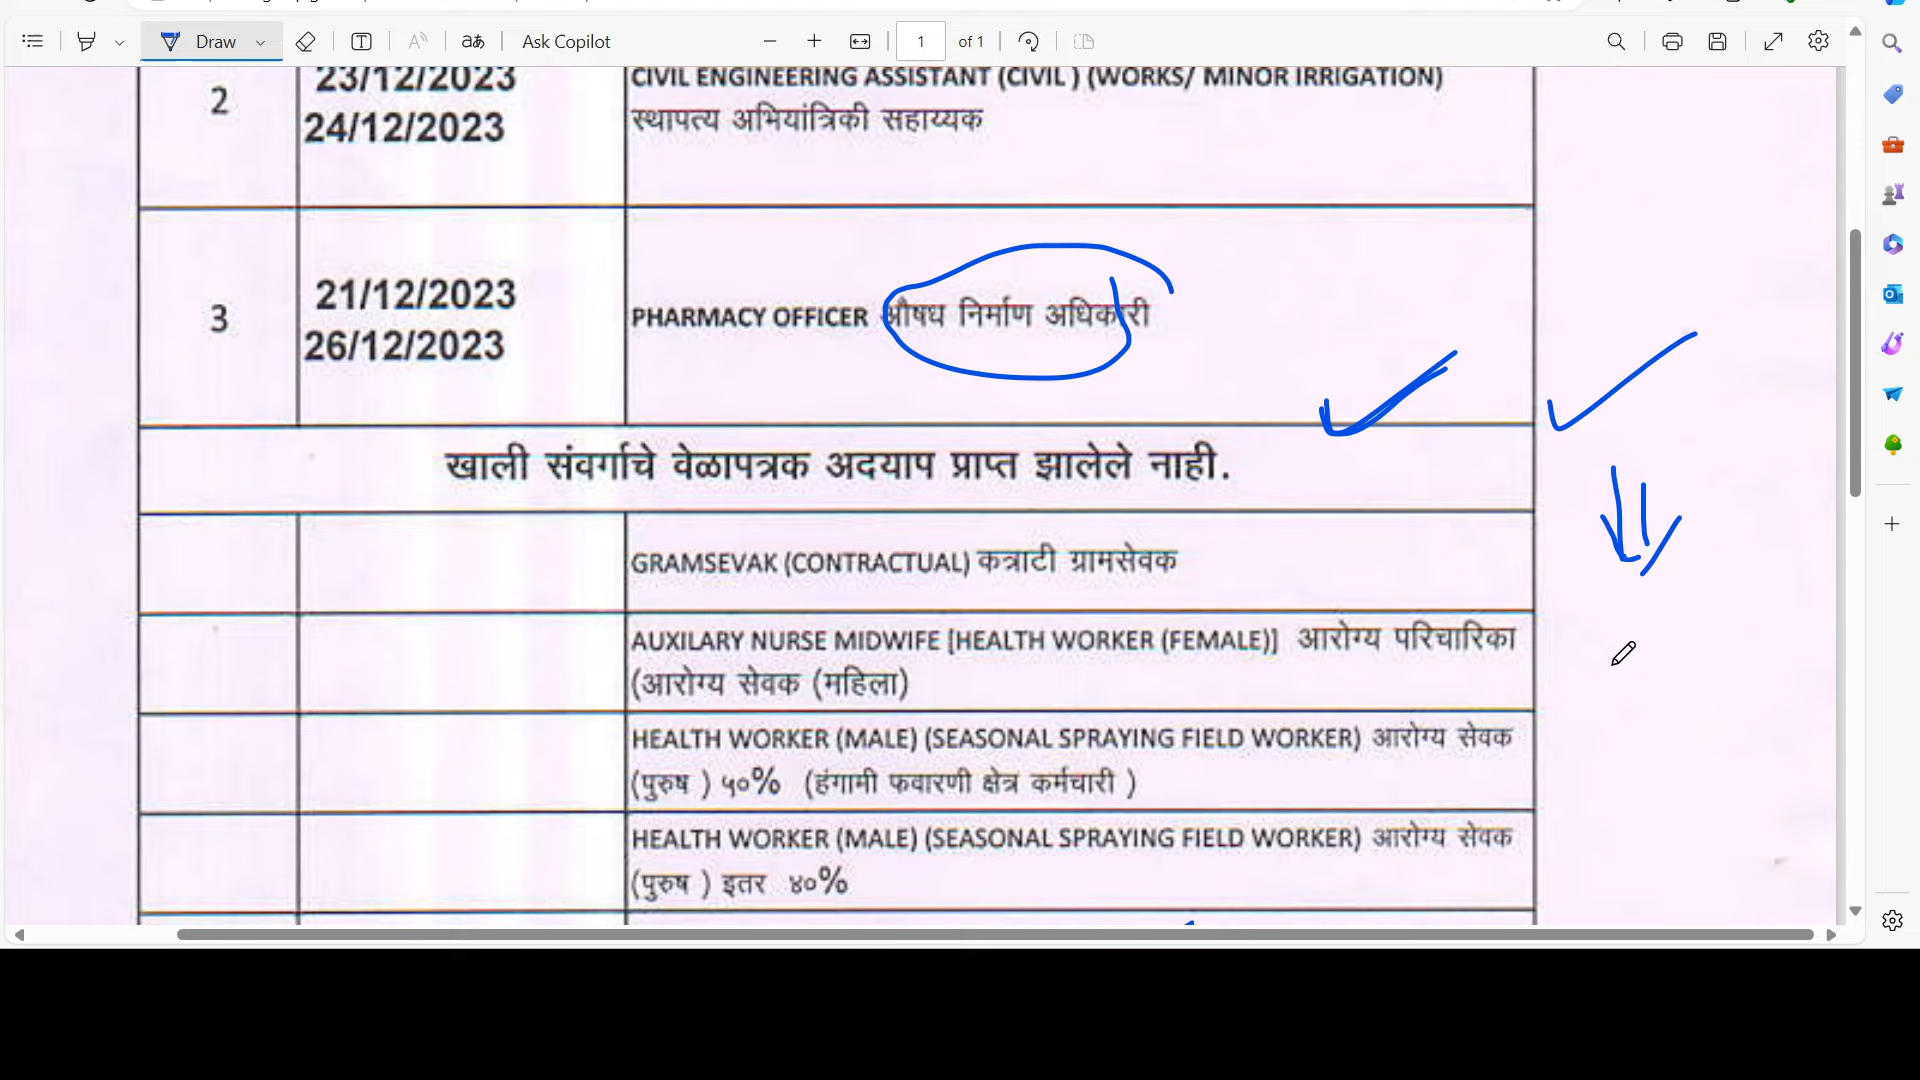 Draw
aあ
Ask Copilot
1 of 1
2
23/12/2023
24/12/2023
CIVIL ENGINEERING ASSISTANT (CIVIL ) (WORKS/ MINOR IRRIGATION)
स्थापत्य अभियांत्रिकी सहाय्यक
3
21/12/2023
26/12/2023
PHARMACY OFFICER औषध निर्माण अधिकारी
खाली संवर्गाचे वेळापत्रक अदयाप प्राप्त झालेले नाही.
GRAMSEVAK (CONTRACTUAL) कत्राटी ग्रामसेवक
AUXILARY NURSE MIDWIFE [HEALTH WORKER (FEMALE)] आरोग्य परिचारिका
(आरोग्य सेवक (महिला)
HEALTH WORKER (MALE) (SEASONAL SPRAYING FIELD WORKER) आरोग्य सेवक
(पुरुष ) ५०% (हंगामी फवारणी क्षेत्र कर्मचारी )
HEALTH WORKER (MALE) (SEASONAL SPRAYING FIELD WORKER) आरोग्य सेवक
(पुरुष ) इतर ४०%